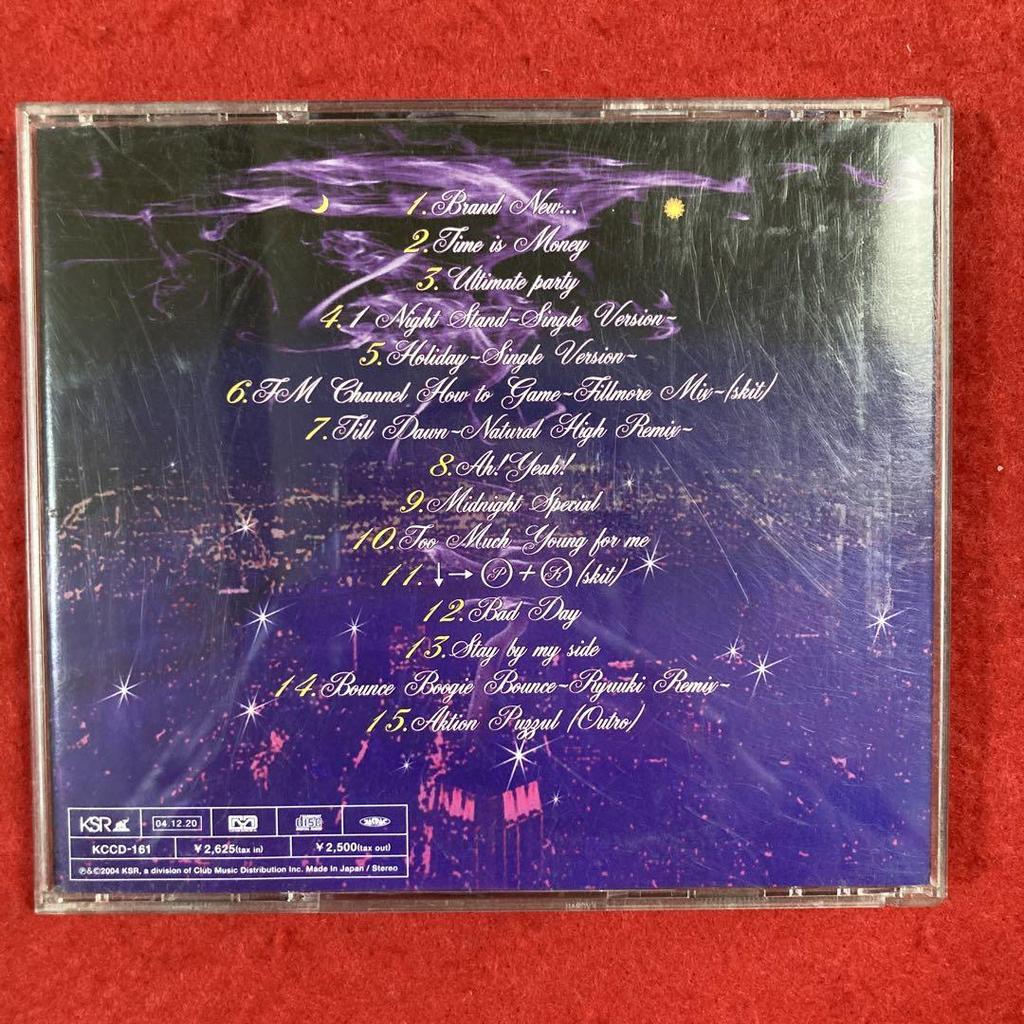 1. Brand New...
2. Time is Money
3. Ultimate party
4. 1 Night Stand~Single Version~
5. Holiday~Single Version~
6. FM Channel How to Game~Fillmore Mix~(skit)
7. Till Dawn~Natural High Remix~
8. Ah! Yeah!
9. Midnight Special
10. Too Much Young for me
11. ↓→Ⓟ+Ⓚ(skit)
12. Bad Day
13. Stay by my side
14. Bounce Boogie Bounce~Ryuuki Remix~
15. Aktion Puzzul (Outro)
KSR 04.12.20 disc
KCCD-161 ¥2,625(tax in) ¥2,500(tax out)
℗&©2004 KSR, a division of Club Music Distribution Inc. Made In Japan / Stereo